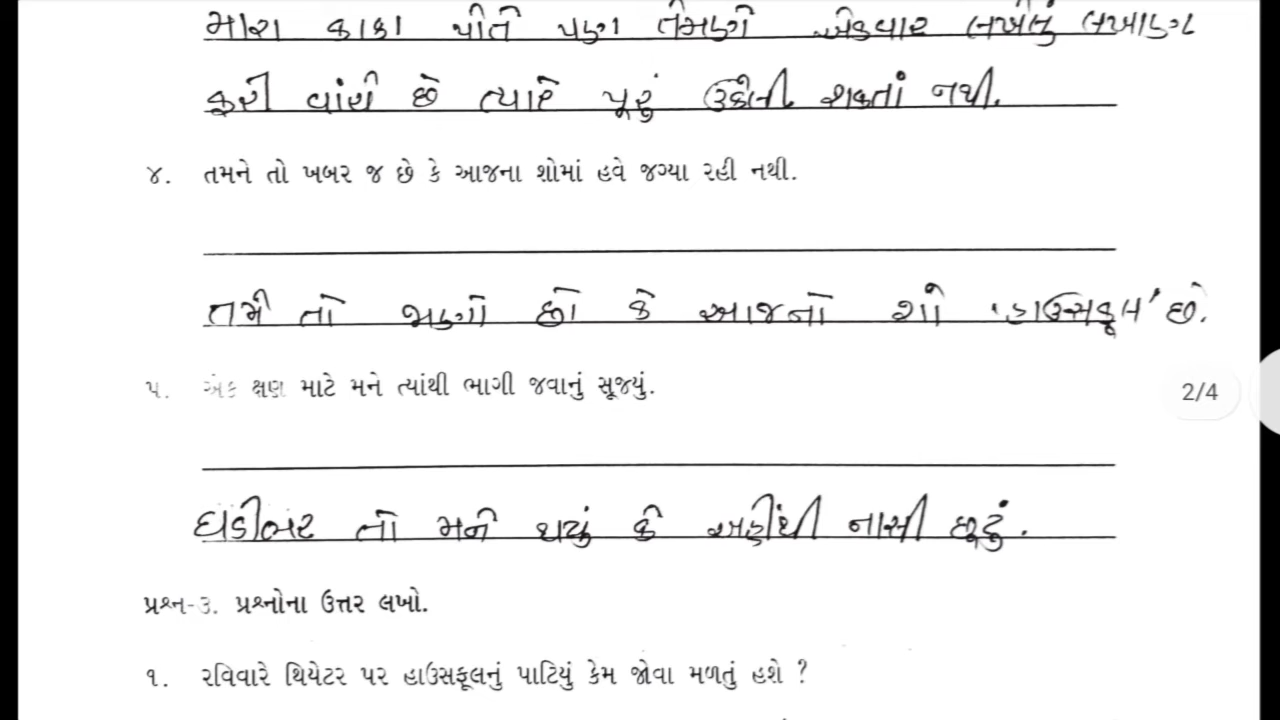 મારા કાકા પોતે પણ તેમણે એકવાર લખેલું લખાણ
ફરી વાંચે છે ત્યારે પૂરું ઉકેલી શકતાં નથી.
૪. તમને તો ખબર જ છે કે આજના શોમાં હવે જગ્યા રહી નથી.
તમે તો જાણો છો કે આજનો શો 'હાઉસફૂલ' છે.
૫. એક ક્ષણ માટે મને ત્યાંથી ભાગી જવાનું સૂજ્યું.
2/4
ઘડીભર તો મને થયું કે અહીંથી નાસી છૂટું.
પ્રશ્ન-૩. પ્રશ્નોના ઉત્તર લખો.
૧. રવિવારે થિયેટર પર હાઉસફૂલનું પાટિયું કેમ જોવા મળતું હશે ?